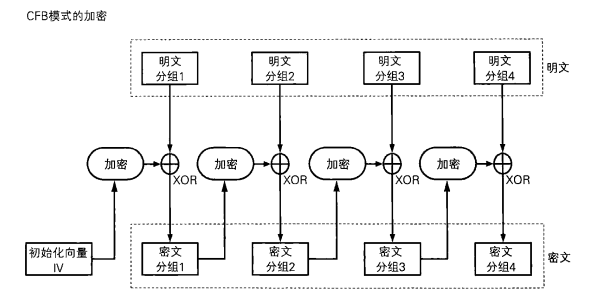 CFB模式的加密
明文
分组1
明文
分组2
明文
分组3
明文
分组4
明文
加密
XOR
加密
XOR
加密
XOR
加密
XOR
初始化向量
IV
密文
分组1
密文
分组2
密文
分组3
密文
分组4
密文